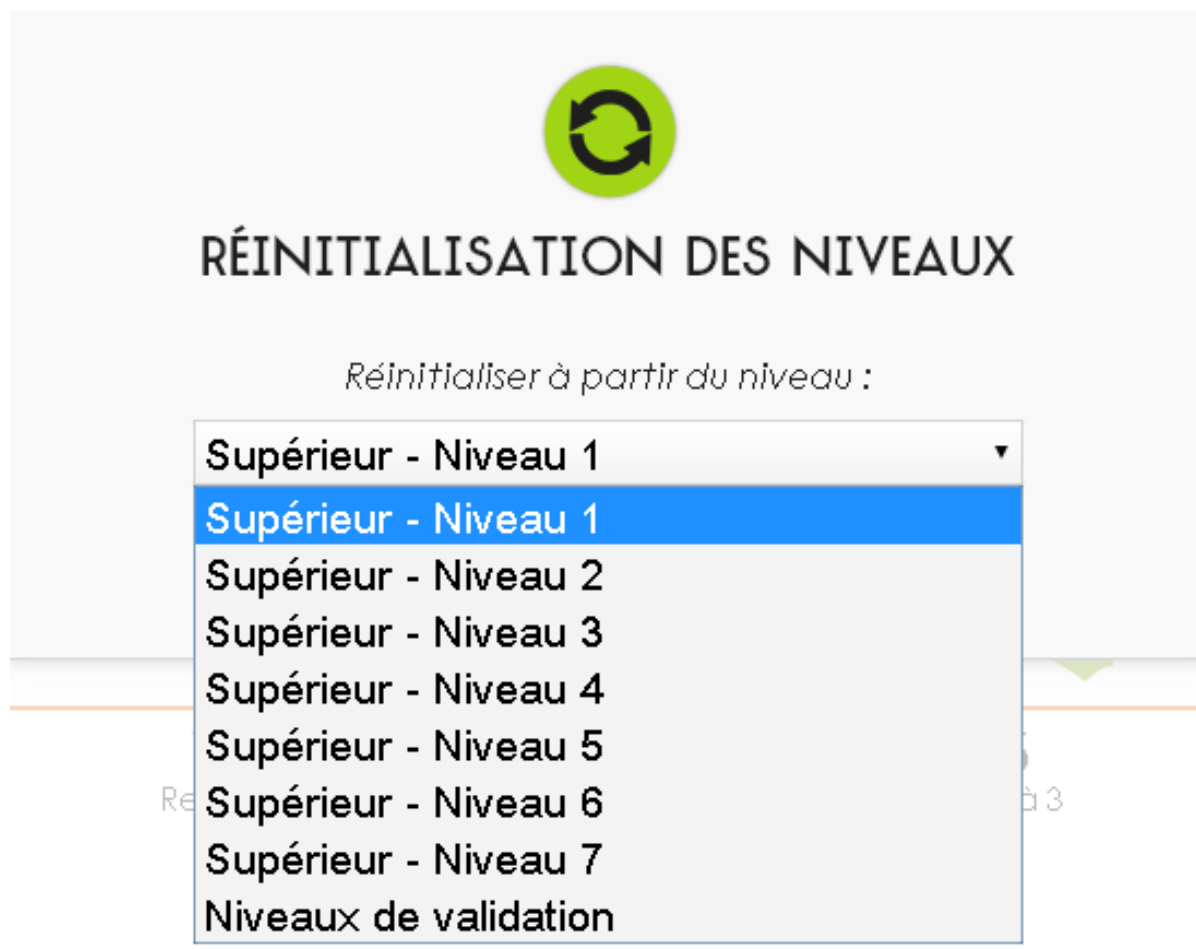 RÉINITIALISATION DES NIVEAUX
Réinitialiser à partir du niveau :
Supérieur - Niveau 1
Supérieur - Niveau 1
Supérieur - Niveau 2
Supérieur - Niveau 3
Supérieur - Niveau 4
Supérieur - Niveau 5
Supérieur - Niveau 6
à 3
Supérieur - Niveau 7
Niveaux de validation